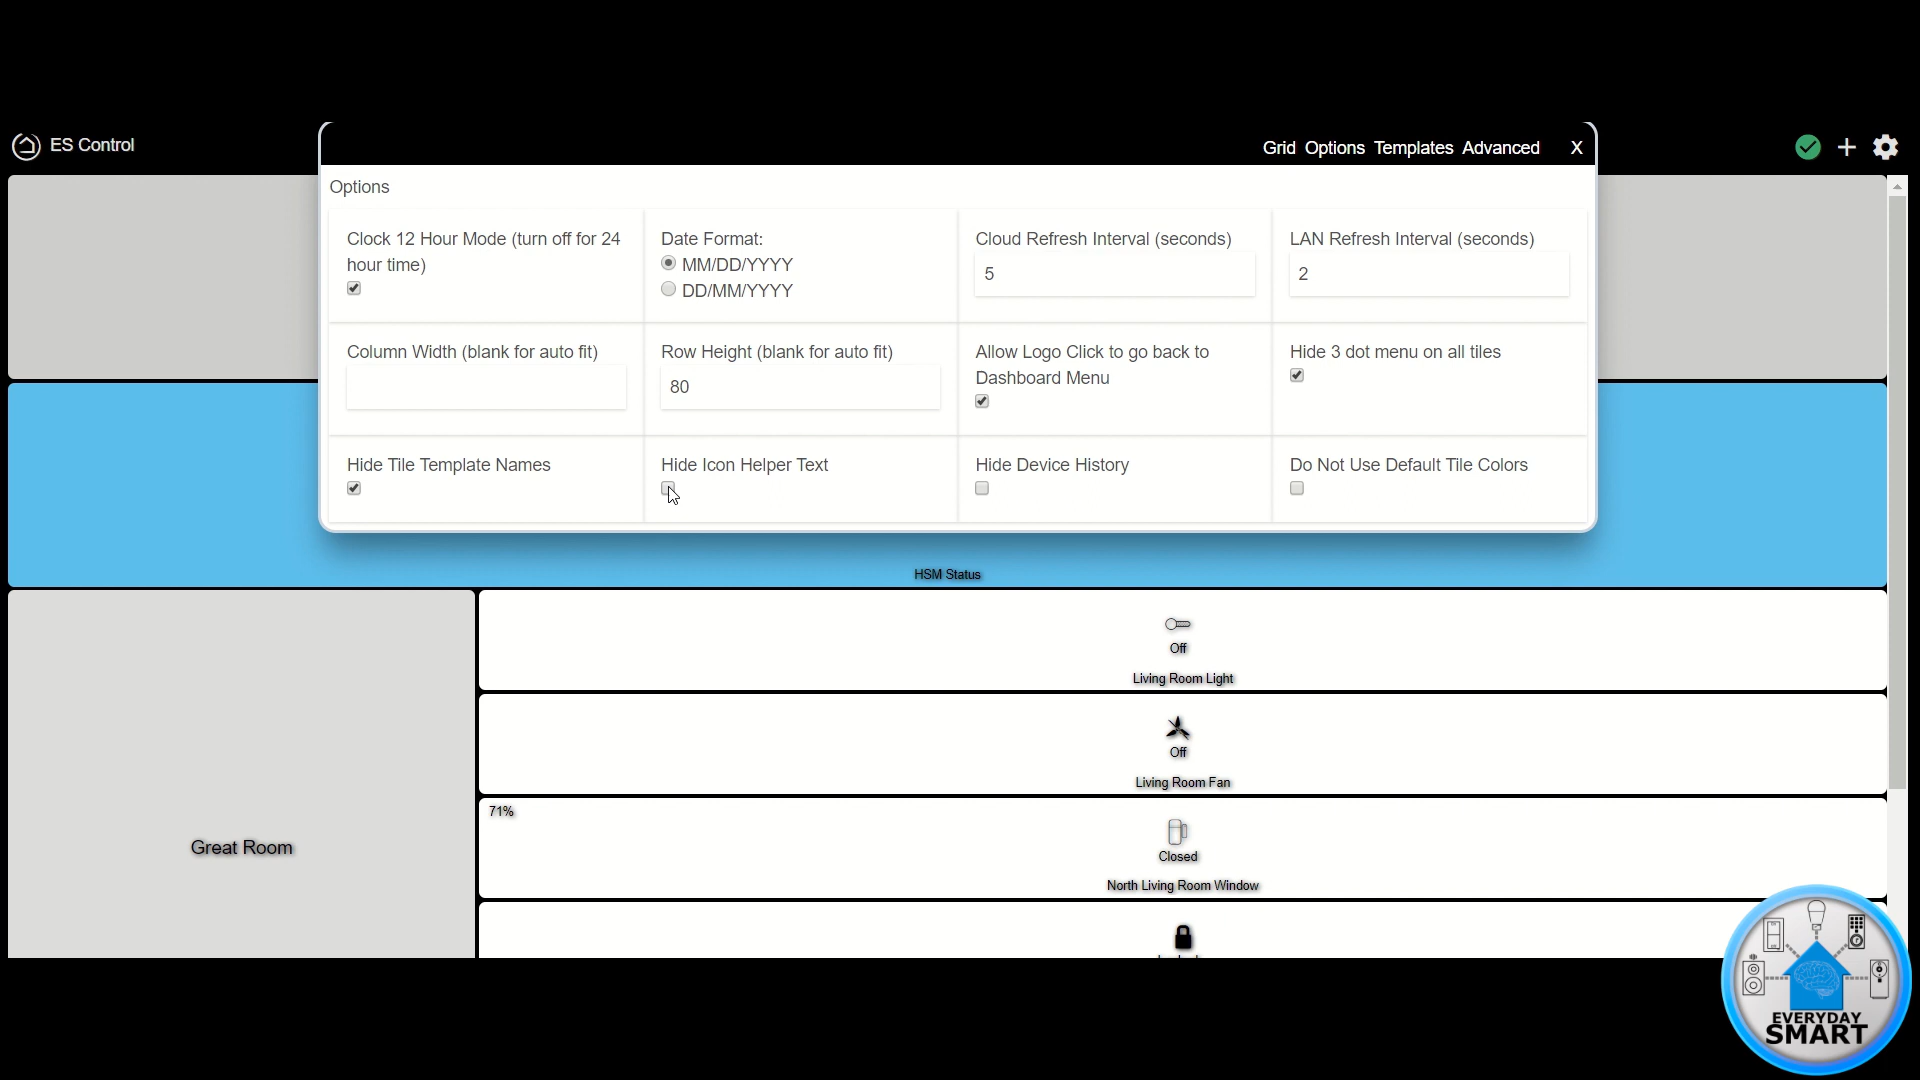 ES Control
Grid Options Templates Advanced X
Options
Clock 12 Hour Mode (turn off for 24
hour time)
Date Format:
MM/DD/YYYY
DD/MM/YYYY
Cloud Refresh Interval (seconds)
5
LAN Refresh Interval (seconds)
2
Column Width (blank for auto fit)
Row Height (blank for auto fit)
80
Allow Logo Click to go back to
Dashboard Menu
Hide 3 dot menu on all tiles
Hide Tile Template Names
Hide Icon Helper Text
Hide Device History
Do Not Use Default Tile Colors
HSM Status
Off
Living Room Light
Off
Living Room Fan
71%
Closed
North Living Room Window
Great Room
EVERYDAY
SMART